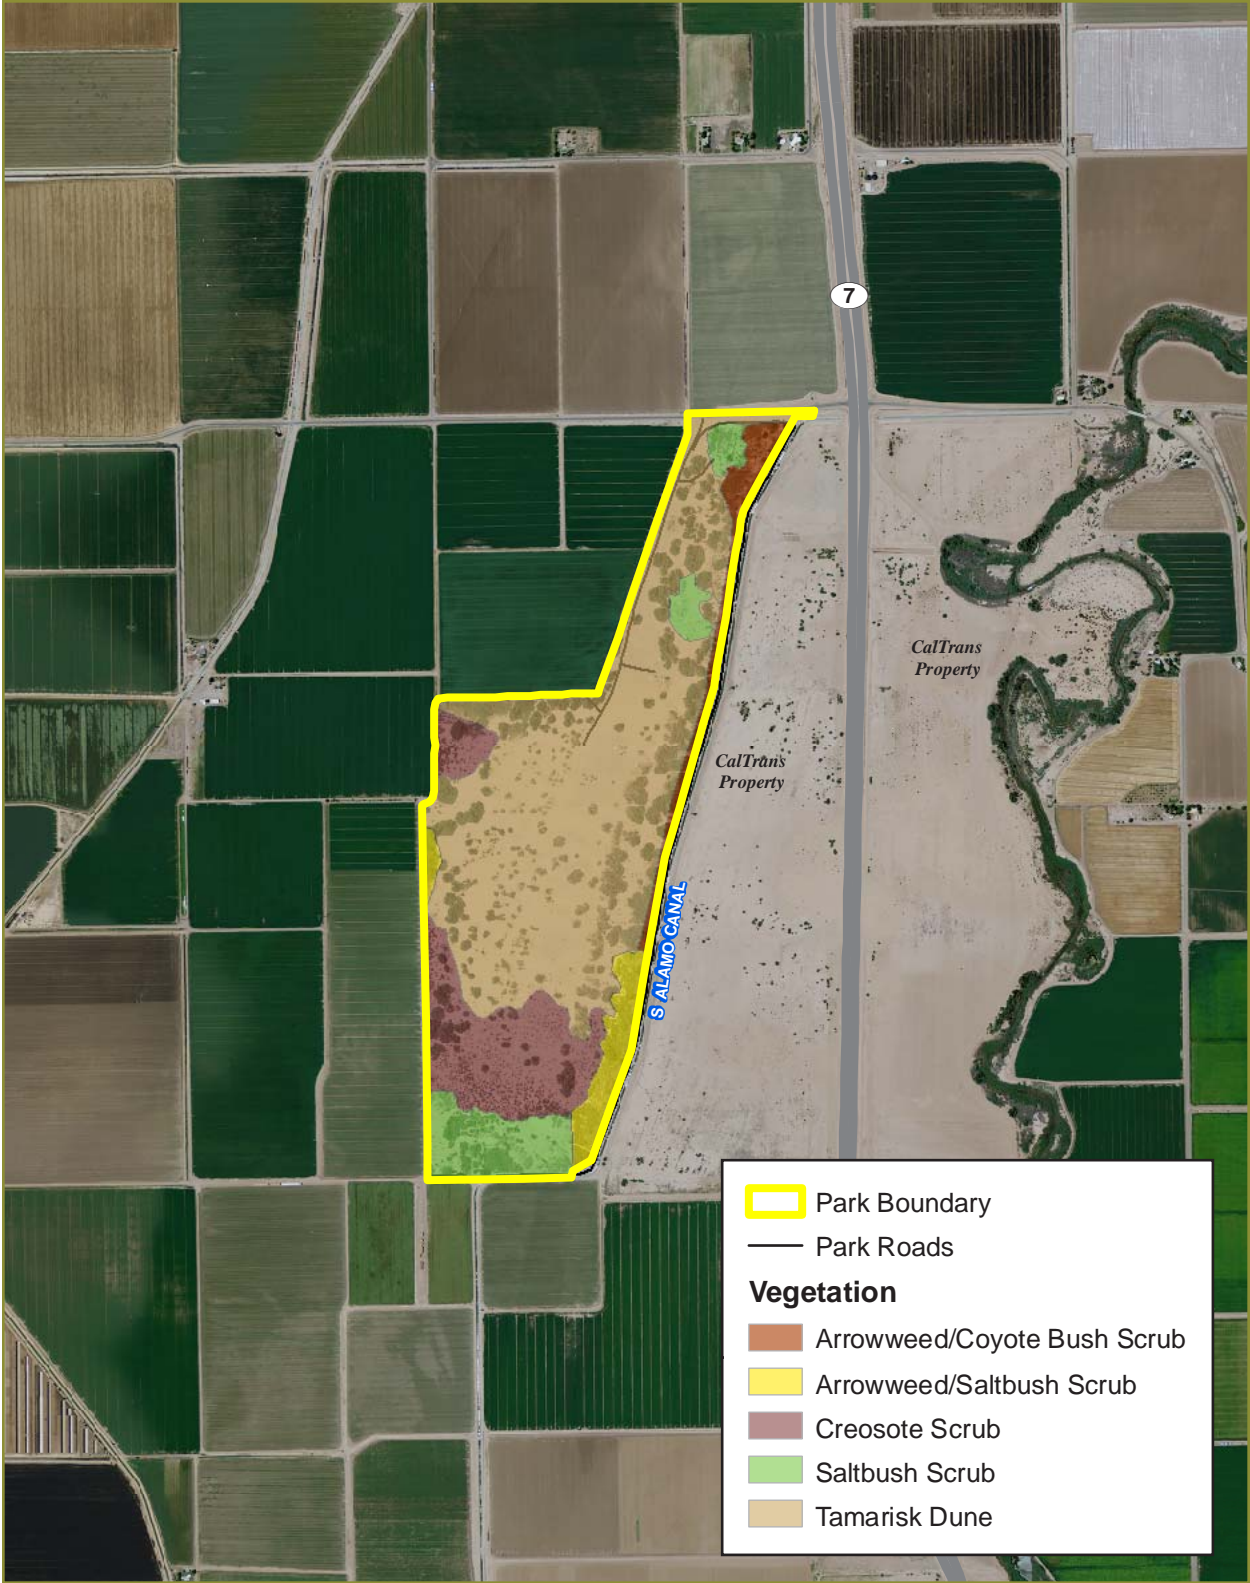 7
CalTrans
Property
CalTrans
Property
S ALAMO CANAL
Park Boundary
Park Roads
Vegetation
Arrowweed/Coyote Bush Scrub
Arrowweed/Saltbush Scrub
Creosote Scrub
Saltbush Scrub
Tamarisk Dune